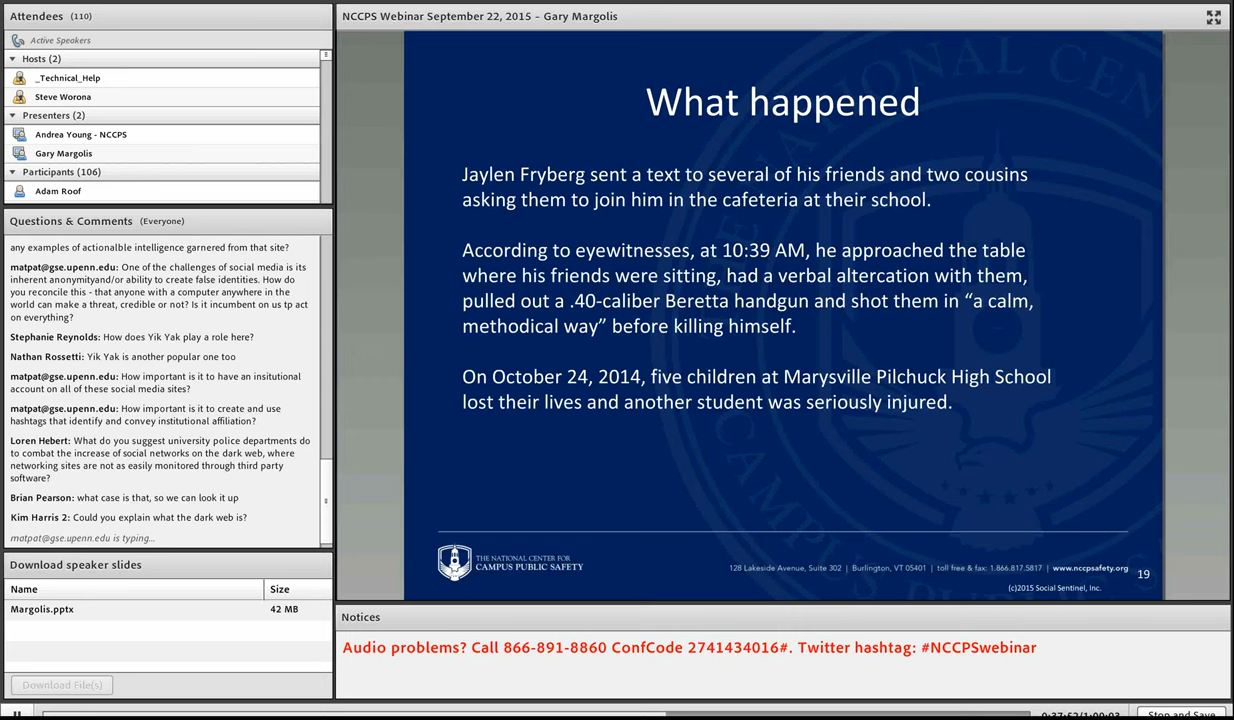 Attendees (110)
Active Speakers
Hosts (2)
_Technical_Help
Steve Worona
Presenters (2)
Andrea Young - NCCPS
Gary Margolis
Participants (106)
Adam Roof
Questions & Comments (Everyone)
any examples of actionalble intelligence garnered from that site?
matpat@gse.upenn.edu: One of the challenges of social media is its
inherent anonymityand/or ability to create false identities. How do
you reconcile this - that anyone with a computer anywhere in the
world can make a threat, credible or not? Is it incumbent on us tp act
on everything?
Stephanie Reynolds: How does Yik Yak play a role here?
Nathan Rossetti: Yik Yak is another popular one too
matpat@gse.upenn.edu: How important is it to have an insitutional
account on all of these social media sites?
matpat@gse.upenn.edu: How important is it to create and use
hashtags that identify and convey institutional affiliation?
Loren Hebert: What do you suggest university police departments do
to combat the increase of social networks on the dark web, where
networking sites are not as easily monitored through third party
software?
Brian Pearson: what case is that, so we can look it up
Kim Harris 2: Could you explain what the dark web is?
matpat@gse.upenn.edu is typing...
Download speaker slides
Name Size
Margolis.pptx 42 MB
Download File(s)
NCCPS Webinar September 22, 2015 - Gary Margolis
What happened
Jaylen Fryberg sent a text to several of his friends and two cousins
asking them to join him in the cafeteria at their school.
According to eyewitnesses, at 10:39 AM, he approached the table
where his friends were sitting, had a verbal altercation with them,
pulled out a .40-caliber Beretta handgun and shot them in “a calm,
methodical way” before killing himself.
On October 24, 2014, five children at Marysville Pilchuck High School
lost their lives and another student was seriously injured.
THE NATIONAL CENTER FOR
CAMPUS PUBLIC SAFETY
128 Lakeside Avenue, Suite 302 | Burlington, VT 05401 | toll free & fax: 1.866.817.5817 | www.nccpsafety.org
19
(c)2015 Social Sentinel, Inc.
Notices
Audio problems? Call 866-891-8860 ConfCode 2741434016#. Twitter hashtag: #NCCPSwebinar
0:37:52/1:00:03
Stop and Save